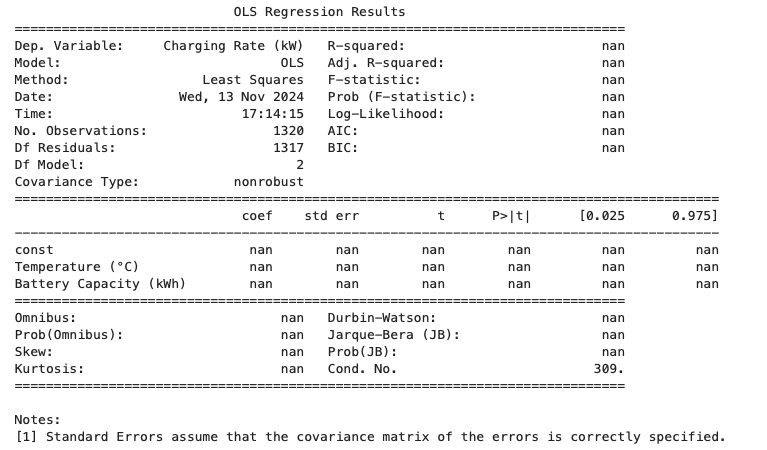 OLS Regression Results
==============================================================================
Dep. Variable:     Charging Rate (kW)   R-squared:                         nan
Model:                            OLS   Adj. R-squared:                    nan
Method:                 Least Squares   F-statistic:                       nan
Date:                Wed, 13 Nov 2024   Prob (F-statistic):                nan
Time:                        17:14:15   Log-Likelihood:                    nan
No. Observations:                1320   AIC:                               nan
Df Residuals:                    1317   BIC:                               nan
Df Model:                           2
Covariance Type:            nonrobust
==========================================================================================
                             coef    std err          t      P>|t|      [0.025      0.975]
------------------------------------------------------------------------------------------
const                         nan        nan        nan        nan         nan         nan
Temperature (°C)              nan        nan        nan        nan         nan         nan
Battery Capacity (kWh)        nan        nan        nan        nan         nan         nan
==============================================================================
Omnibus:                          nan   Durbin-Watson:                     nan
Prob(Omnibus):                    nan   Jarque-Bera (JB):                  nan
Skew:                             nan   Prob(JB):                          nan
Kurtosis:                         nan   Cond. No.                         309.
==============================================================================

Notes:
[1] Standard Errors assume that the covariance matrix of the errors is correctly specified.